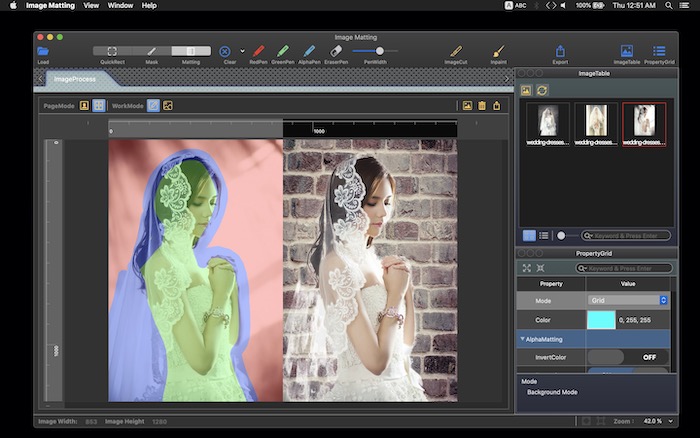 Image Matting View Window Help
A ABC 100% Thu 12:51 AM
Image Matting
Load QuickRect Mask Matting Clear RedPen GreenPen AlphaPen EraserPen PenWidth ImageCut Inpaint Export ImageTable PropertyGrid
ImageProcess
ImageTable
PageMode WorkMode
0 1000
0
1000
wedding-dresses... wedding-dresses... wedding-dresses...
Keyword & Press Enter
PropertyGrid
Keyword & Press Enter
Property Value
Mode Grid
Color 0, 255, 255
AlphaMatting
InvertColor OFF
Mode
Background Mode
Image Width: 853 Image Height 1280 Zoom : 42.0 %